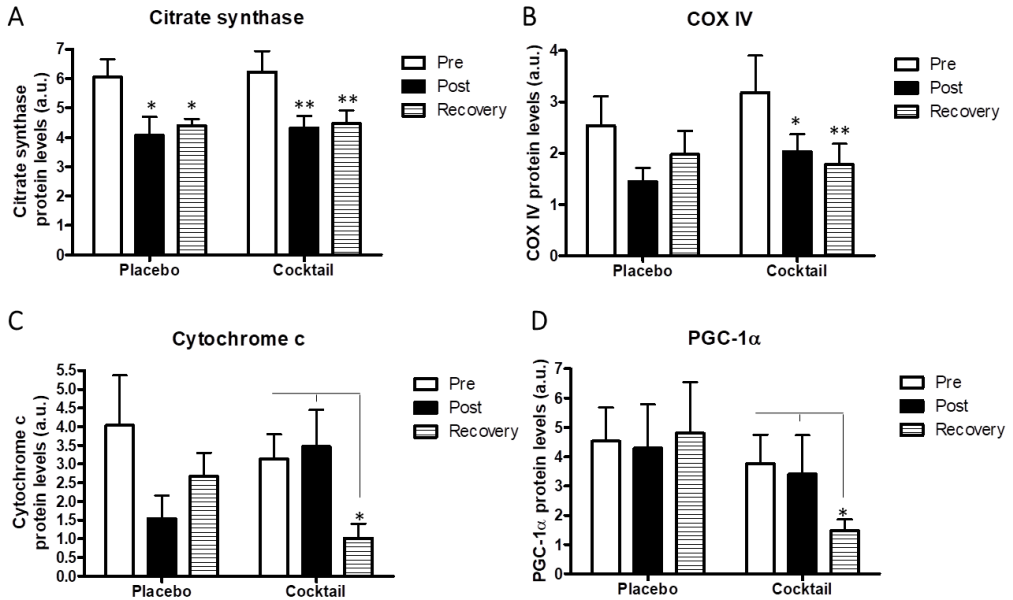 A
Citrate synthase
Citrate synthase
protein levels (a.u.)
7
6
5
4
3
2
1
0
* * ** **
Placebo Cocktail
Pre
Post
Recovery
B
COX IV
COX IV protein levels (a.u.)
4
3
2
1
0
* **
Placebo Cocktail
Pre
Post
Recovery
C
Cytochrome c
Cytochrome c
protein levels (a.u.)
5.5
5.0
4.5
4.0
3.5
3.0
2.5
2.0
1.5
1.0
0.5
0.0
*
Placebo Cocktail
Pre
Post
Recovery
D
PGC-1α
PGC-1α protein levels (a.u.)
7
6
5
4
3
2
1
0
*
Placebo Cocktail
Pre
Post
Recovery